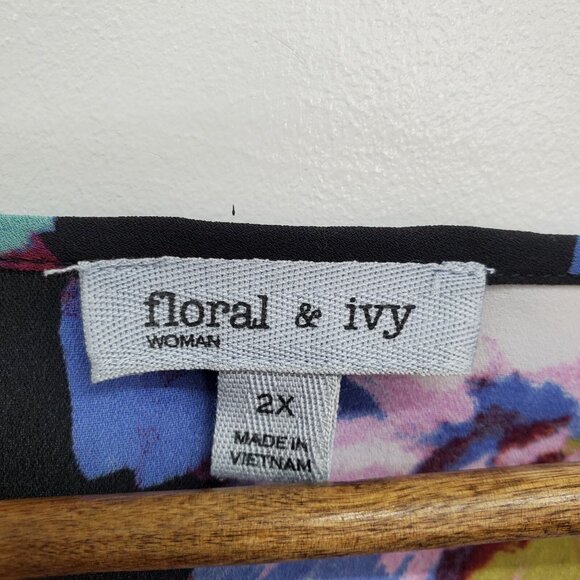 floral & ivy
WOMAN
2X
MADE IN
VIETNAM